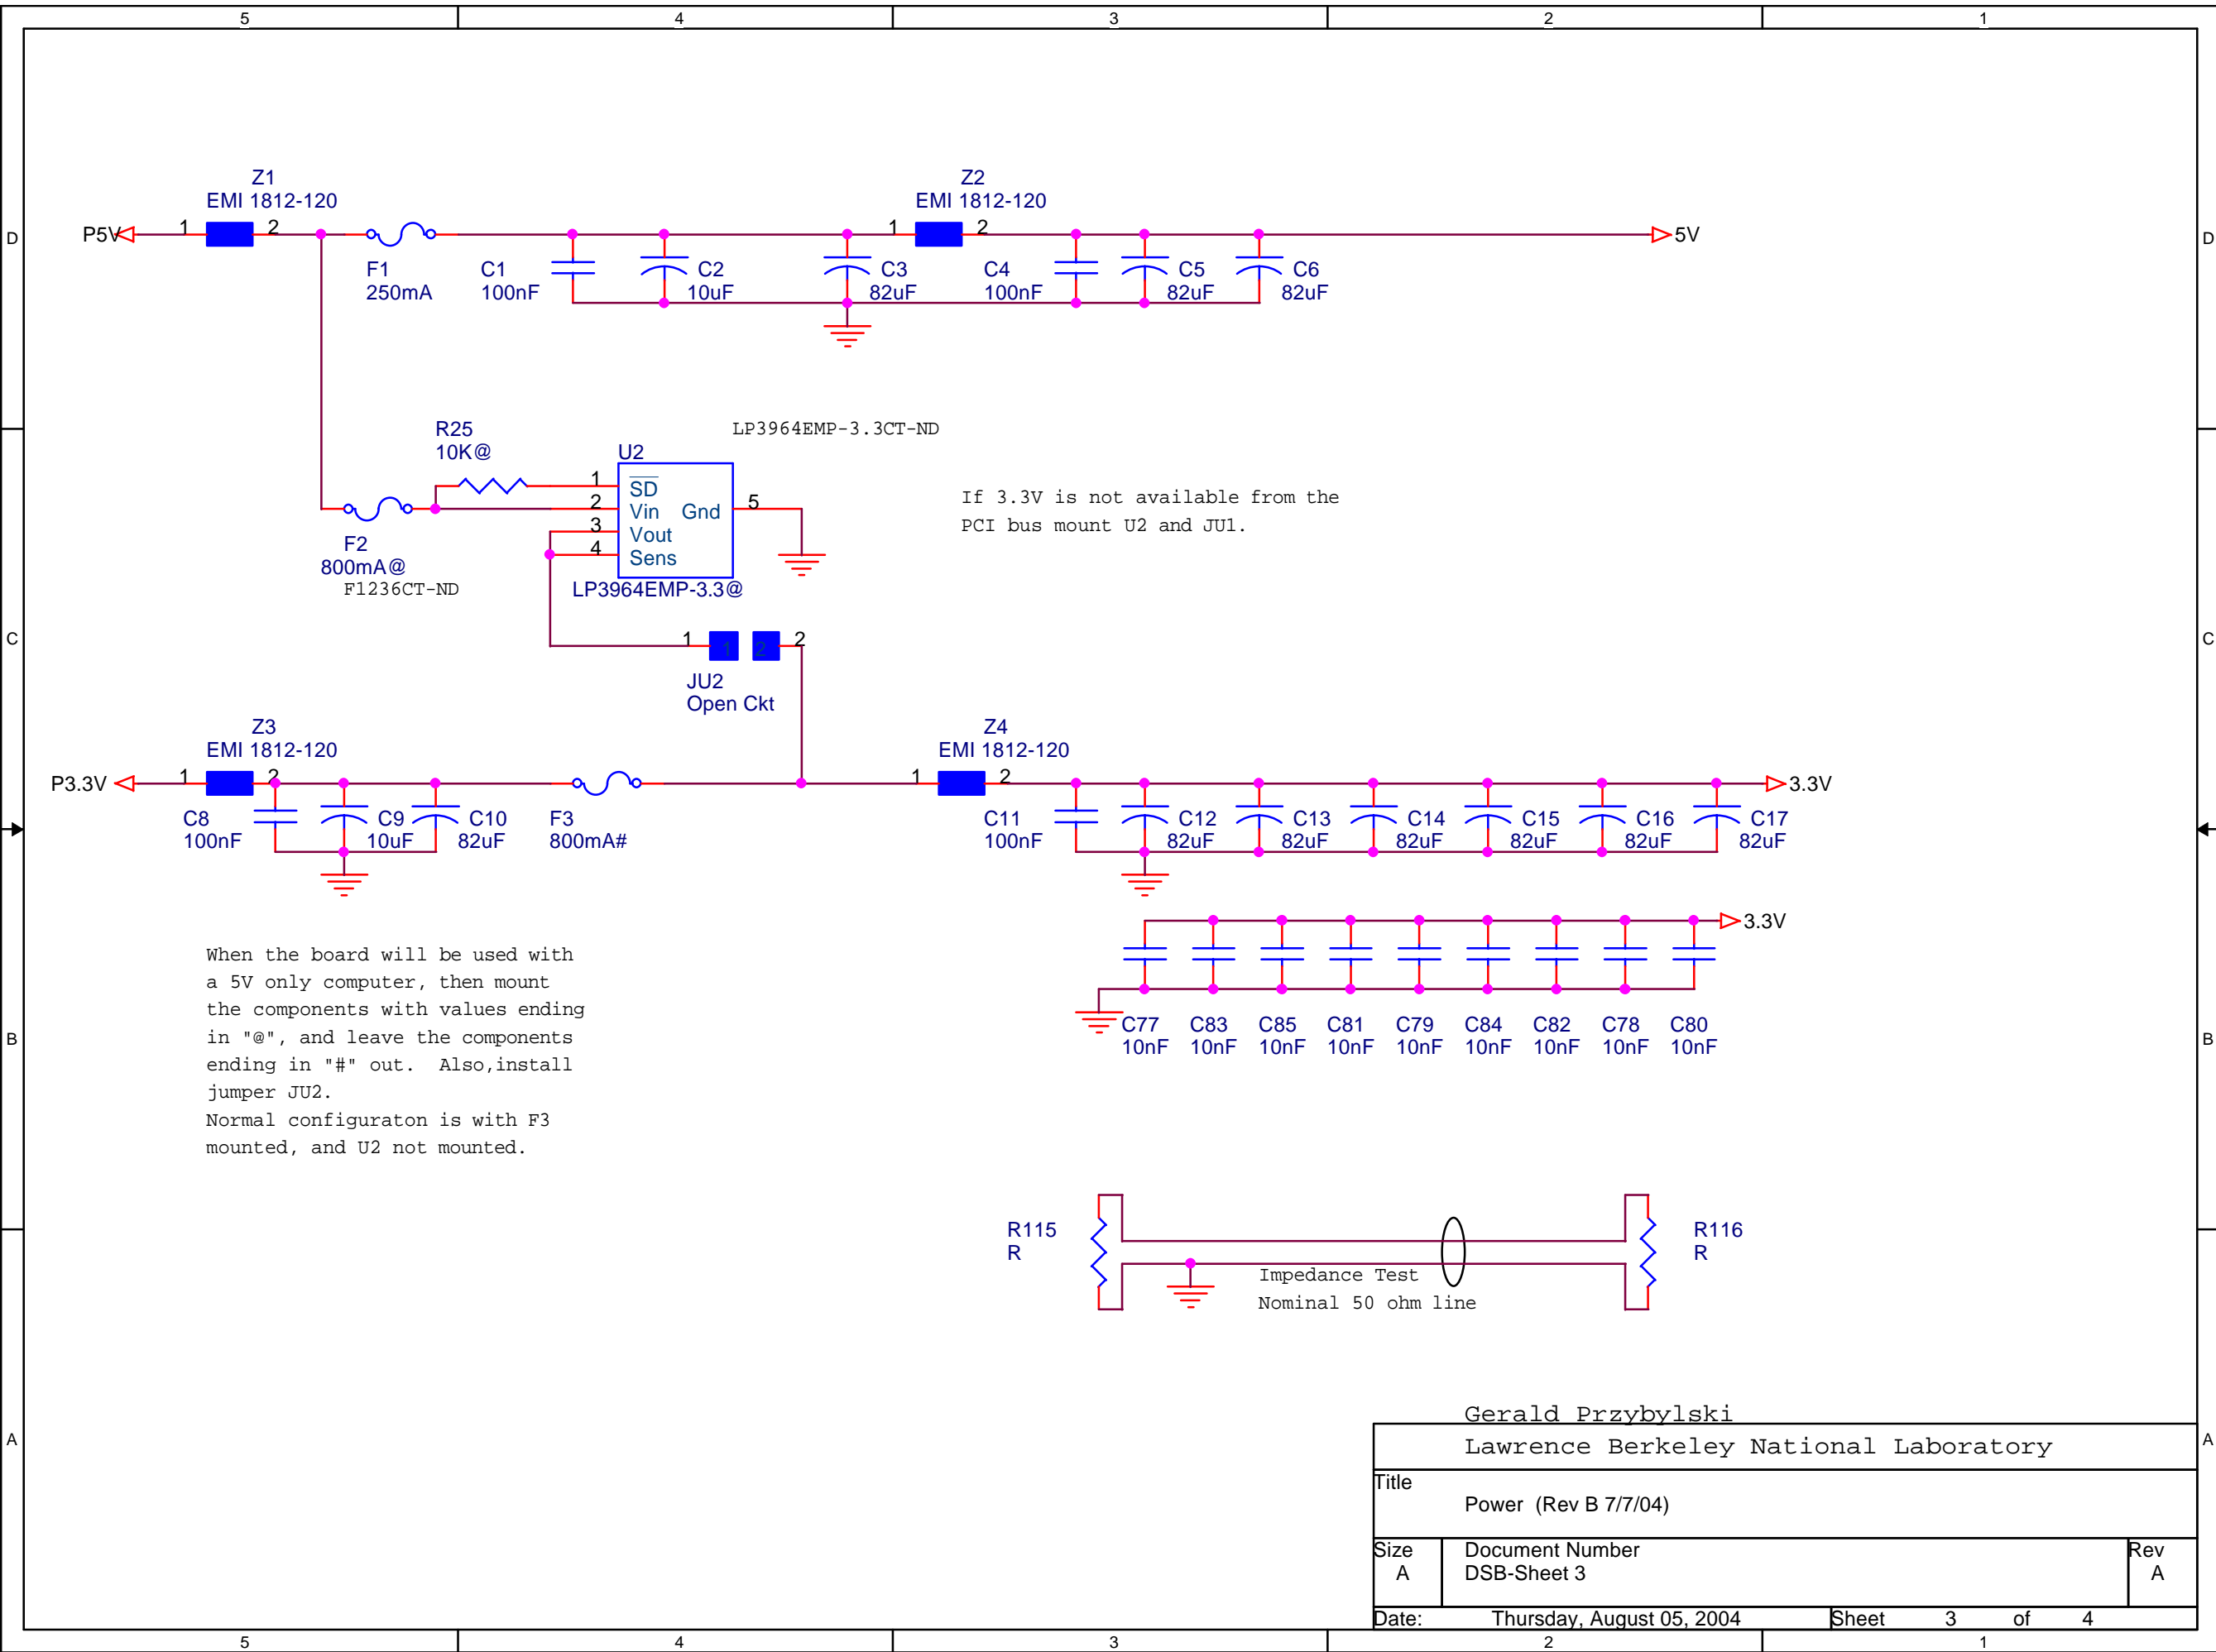 5 4 3 2 1
D D
C C
B B
A A
Z1
EMI 1812-120
P5V
1 2
F1
250mA
C1
100nF
C2
10uF
C3
82uF
Z2
EMI 1812-120
1 2
C4
100nF
C5
82uF
C6
82uF
5V
R25
10K@
U2
LP3964EMP-3.3CT-ND
1 SD
2 Vin
3 Vout
4 Sens
Gnd 5
LP3964EMP-3.3@
F2
800mA@
F1236CT-ND
If 3.3V is not available from the
PCI bus mount U2 and JU1.
1 1 2 2
JU2
Open Ckt
Z3
EMI 1812-120
P3.3V
1 2
C8
100nF
C9
10uF
C10
82uF
F3
800mA#
Z4
EMI 1812-120
1 2
C11
100nF
C12
82uF
C13
82uF
C14
82uF
C15
82uF
C16
82uF
C17
82uF
3.3V
3.3V
C77 C83 C85 C81 C79 C84 C82 C78 C80
10nF 10nF 10nF 10nF 10nF 10nF 10nF 10nF 10nF
When the board will be used with
a 5V only computer, then mount
the components with values ending
in "@", and leave the components
ending in "#" out. Also,install
jumper JU2.
Normal configuraton is with F3
mounted, and U2 not mounted.
R115
R
R116
R
Impedance Test
Nominal 50 ohm line
Gerald Przybylski
Lawrence Berkeley National Laboratory
Title
Power (Rev B 7/7/04)
Size Document Number Rev
A DSB-Sheet 3 A
Date: Thursday, August 05, 2004 Sheet 3 of 4
5 4 3 2 1